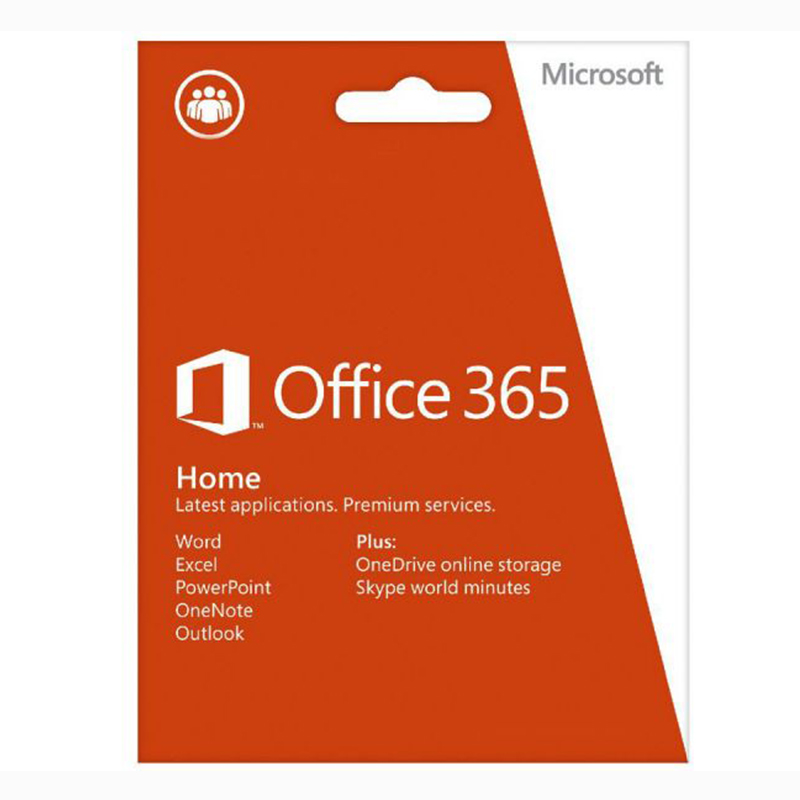 Microsoft
Office 365
TM
Home
Latest applications. Premium services.
Word
Excel
PowerPoint
OneNote
Outlook
Plus:
OneDrive online storage
Skype world minutes